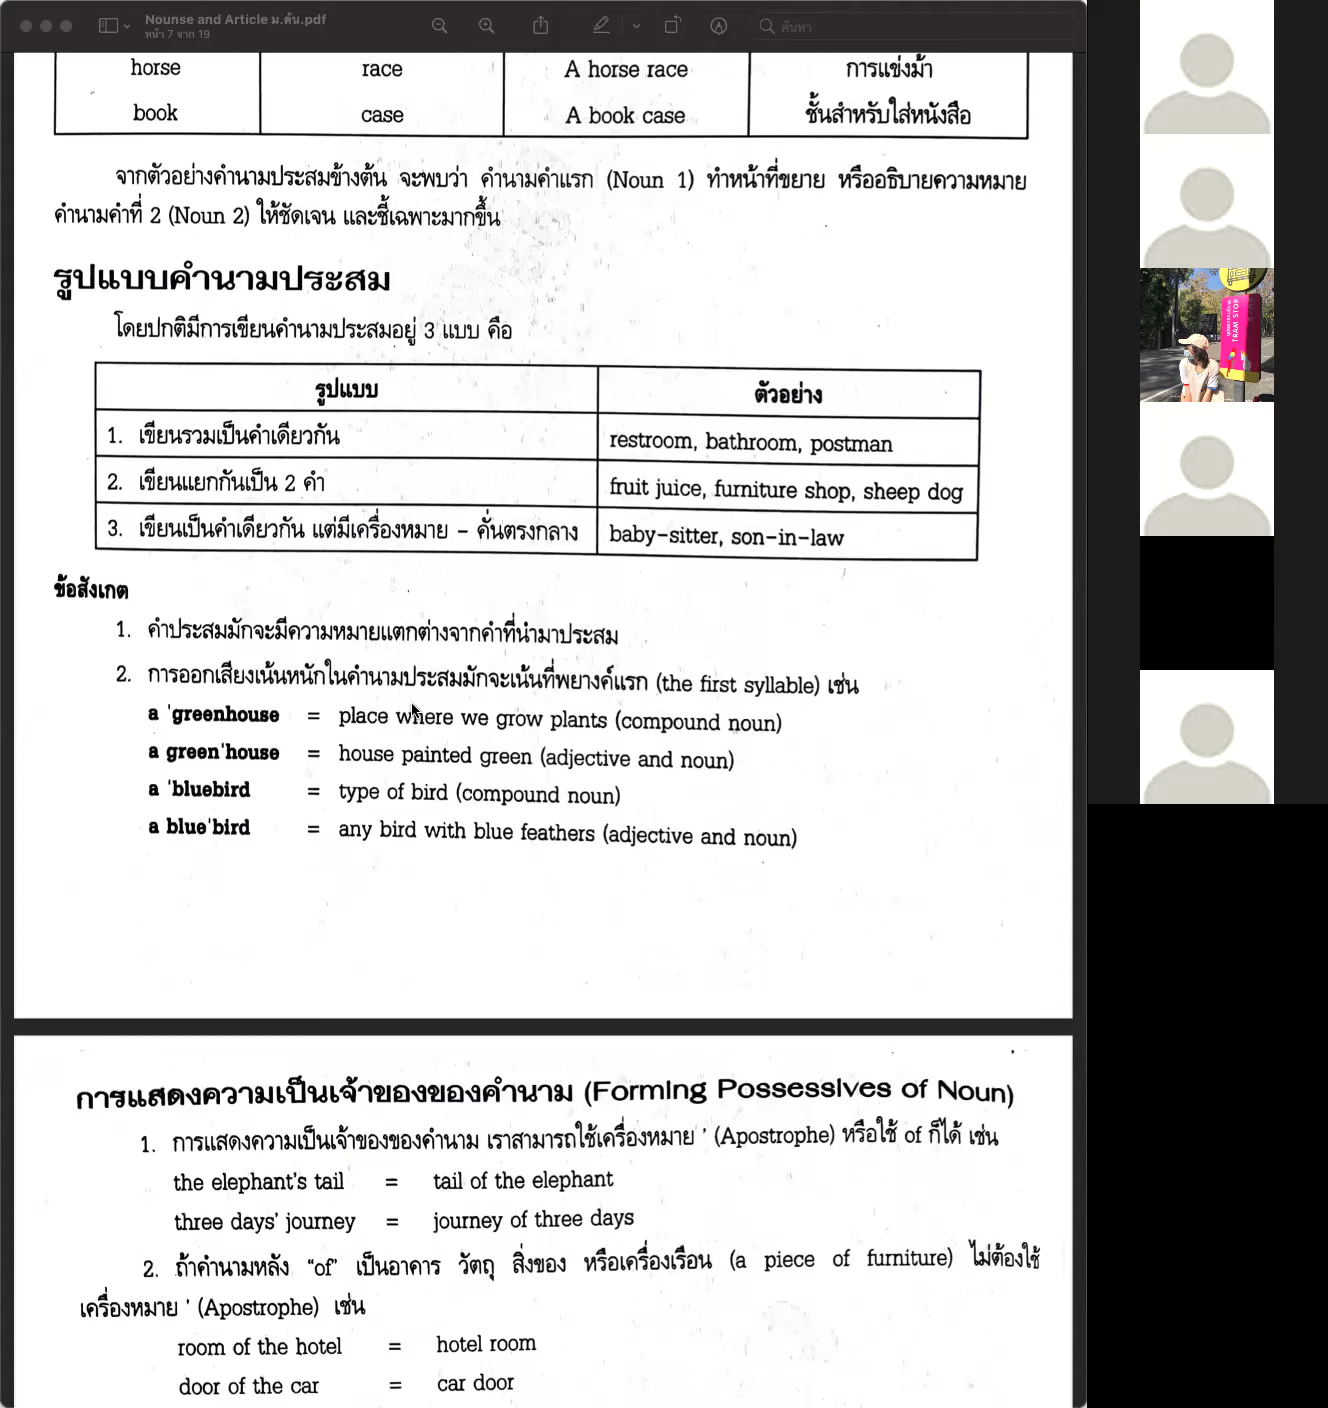 Nounse and Article ม.ต้น.pdf
หน้า 7 จาก 19
ค้นหา
horse race A horse race การแข่งม้า
book case A book case ชั้นสำหรับใส่หนังสือ
จากตัวอย่างคำนามประสมข้างต้น จะพบว่า คำนามคำแรก (Noun 1) ทำหน้าที่ขยาย หรืออธิบายความหมาย
คำนามคำที่ 2 (Noun 2) ให้ชัดเจน และชี้เฉพาะมากขึ้น
รูปแบบคำนามประสม
โดยปกติมีการเขียนคำนามประสมอยู่ 3 แบบ คือ
รูปแบบ ตัวอย่าง
1. เขียนรวมเป็นคำเดียวกัน restroom, bathroom, postman
2. เขียนแยกกันเป็น 2 คำ fruit juice, furniture shop, sheep dog
3. เขียนเป็นคำเดียวกัน แต่มีเครื่องหมาย - คั่นตรงกลาง baby-sitter, son-in-law
ข้อสังเกต
1. คำประสมมักจะมีความหมายแตกต่างจากคำที่นำมาประสม
2. การออกเสียงเน้นหนักในคำนามประสมมักจะเน้นที่พยางค์แรก (the first syllable) เช่น
a 'greenhouse = place where we grow plants (compound noun)
a green'house = house painted green (adjective and noun)
a 'bluebird = type of bird (compound noun)
a blue'bird = any bird with blue feathers (adjective and noun)
การแสดงความเป็นเจ้าของของคำนาม (Forming Possessives of Noun)
1. การแสดงความเป็นเจ้าของของคำนาม เราสามารถใช้เครื่องหมาย ' (Apostrophe) หรือใช้ of ก็ได้ เช่น
the elephant's tail = tail of the elephant
three days' journey = journey of three days
2. ถ้าคำนามหลัง "of" เป็นอาคาร วัตถุ สิ่งของ หรือเครื่องเรือน (a piece of furniture) ไม่ต้องใช้
เครื่องหมาย ' (Apostrophe) เช่น
room of the hotel = hotel room
door of the car = car door
TRAM STOP